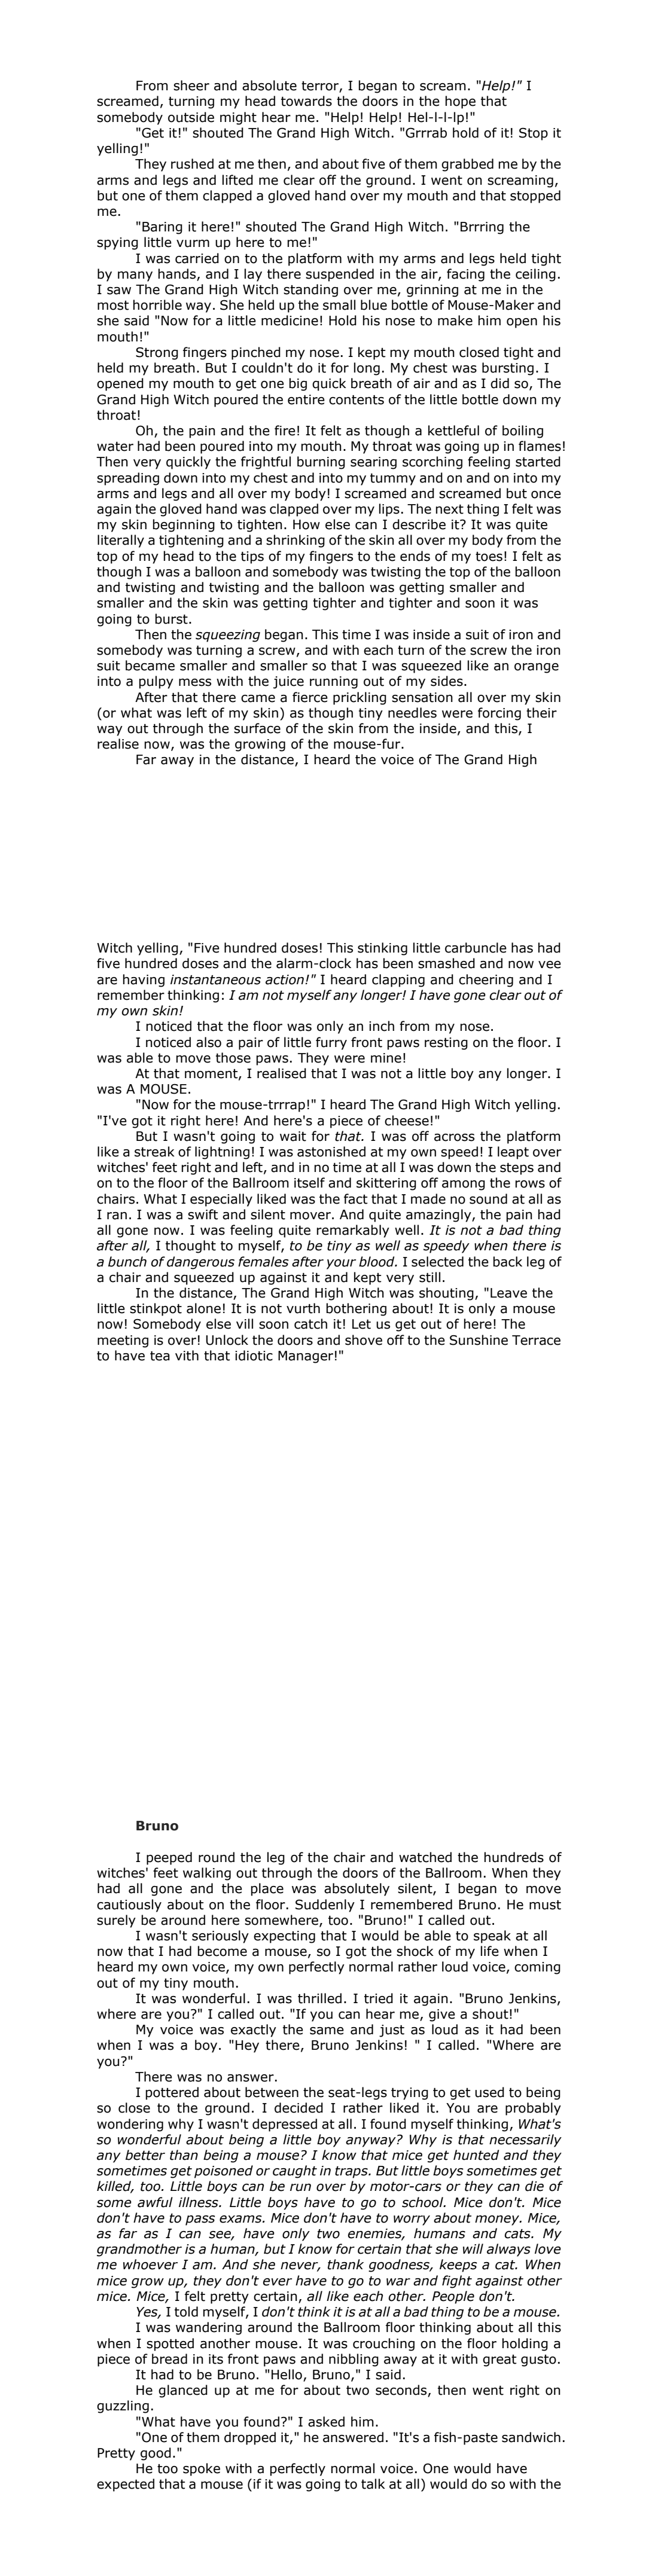 From sheer and absolute terror, I began to scream. "Help!" I
screamed, turning my head towards the doors in the hope that
somebody outside might hear me. "Help! Help! Hel-l-l-lp!"
"Get it!" shouted The Grand High Witch. "Grrrab hold of it! Stop it
yelling!"
They rushed at me then, and about five of them grabbed me by the
arms and legs and lifted me clear off the ground. I went on screaming,
but one of them clapped a gloved hand over my mouth and that stopped
me.
"Baring it here!" shouted The Grand High Witch. "Brrring the
spying little vurm up here to me!"
I was carried on to the platform with my arms and legs held tight
by many hands, and I lay there suspended in the air, facing the ceiling.
I saw The Grand High Witch standing over me, grinning at me in the
most horrible way. She held up the small blue bottle of Mouse-Maker and
she said "Now for a little medicine! Hold his nose to make him open his
mouth!"
Strong fingers pinched my nose. I kept my mouth closed tight and
held my breath. But I couldn't do it for long. My chest was bursting. I
opened my mouth to get one big quick breath of air and as I did so, The
Grand High Witch poured the entire contents of the little bottle down my
throat!
Oh, the pain and the fire! It felt as though a kettleful of boiling
water had been poured into my mouth. My throat was going up in flames!
Then very quickly the frightful burning searing scorching feeling started
spreading down into my chest and into my tummy and on and on into my
arms and legs and all over my body! I screamed and screamed but once
again the gloved hand was clapped over my lips. The next thing I felt was
my skin beginning to tighten. How else can I describe it? It was quite
literally a tightening and a shrinking of the skin all over my body from the
top of my head to the tips of my fingers to the ends of my toes! I felt as
though I was a balloon and somebody was twisting the top of the balloon
and twisting and twisting and the balloon was getting smaller and
smaller and the skin was getting tighter and tighter and soon it was
going to burst.
Then the squeezing began. This time I was inside a suit of iron and
somebody was turning a screw, and with each turn of the screw the iron
suit became smaller and smaller so that I was squeezed like an orange
into a pulpy mess with the juice running out of my sides.
After that there came a fierce prickling sensation all over my skin
(or what was left of my skin) as though tiny needles were forcing their
way out through the surface of the skin from the inside, and this, I
realise now, was the growing of the mouse-fur.
Far away in the distance, I heard the voice of The Grand High
Witch yelling, "Five hundred doses! This stinking little carbuncle has had
five hundred doses and the alarm-clock has been smashed and now vee
are having instantaneous action!" I heard clapping and cheering and I
remember thinking: I am not myself any longer! I have gone clear out of
my own skin!
I noticed that the floor was only an inch from my nose.
I noticed also a pair of little furry front paws resting on the floor. I
was able to move those paws. They were mine!
At that moment, I realised that I was not a little boy any longer. I
was A MOUSE.
"Now for the mouse-trrrap!" I heard The Grand High Witch yelling.
"I've got it right here! And here's a piece of cheese!"
But I wasn't going to wait for that. I was off across the platform
like a streak of lightning! I was astonished at my own speed! I leapt over
witches' feet right and left, and in no time at all I was down the steps and
on to the floor of the Ballroom itself and skittering off among the rows of
chairs. What I especially liked was the fact that I made no sound at all as
I ran. I was a swift and silent mover. And quite amazingly, the pain had
all gone now. I was feeling quite remarkably well. It is not a bad thing
after all, I thought to myself, to be tiny as well as speedy when there is
a bunch of dangerous females after your blood. I selected the back leg of
a chair and squeezed up against it and kept very still.
In the distance, The Grand High Witch was shouting, "Leave the
little stinkpot alone! It is not vurth bothering about! It is only a mouse
now! Somebody else vill soon catch it! Let us get out of here! The
meeting is over! Unlock the doors and shove off to the Sunshine Terrace
to have tea vith that idiotic Manager!"
Bruno
I peeped round the leg of the chair and watched the hundreds of
witches' feet walking out through the doors of the Ballroom. When they
had all gone and the place was absolutely silent, I began to move
cautiously about on the floor. Suddenly I remembered Bruno. He must
surely be around here somewhere, too. "Bruno!" I called out.
I wasn't seriously expecting that I would be able to speak at all
now that I had become a mouse, so I got the shock of my life when I
heard my own voice, my own perfectly normal rather loud voice, coming
out of my tiny mouth.
It was wonderful. I was thrilled. I tried it again. "Bruno Jenkins,
where are you?" I called out. "If you can hear me, give a shout!"
My voice was exactly the same and just as loud as it had been
when I was a boy. "Hey there, Bruno Jenkins! " I called. "Where are
you?"
There was no answer.
I pottered about between the seat-legs trying to get used to being
so close to the ground. I decided I rather liked it. You are probably
wondering why I wasn't depressed at all. I found myself thinking, What's
so wonderful about being a little boy anyway? Why is that necessarily
any better than being a mouse? I know that mice get hunted and they
sometimes get poisoned or caught in traps. But little boys sometimes get
killed, too. Little boys can be run over by motor-cars or they can die of
some awful illness. Little boys have to go to school. Mice don't. Mice
don't have to pass exams. Mice don't have to worry about money. Mice,
as far as I can see, have only two enemies, humans and cats. My
grandmother is a human, but I know for certain that she will always love
me whoever I am. And she never, thank goodness, keeps a cat. When
mice grow up, they don't ever have to go to war and fight against other
mice. Mice, I felt pretty certain, all like each other. People don't.
Yes, I told myself, I don't think it is at all a bad thing to be a mouse.
I was wandering around the Ballroom floor thinking about all this
when I spotted another mouse. It was crouching on the floor holding a
piece of bread in its front paws and nibbling away at it with great gusto.
It had to be Bruno. "Hello, Bruno," I said.
He glanced up at me for about two seconds, then went right on
guzzling.
"What have you found?" I asked him.
"One of them dropped it," he answered. "It's a fish-paste sandwich.
Pretty good."
He too spoke with a perfectly normal voice. One would have
expected that a mouse (if it was going to talk at all) would do so with the